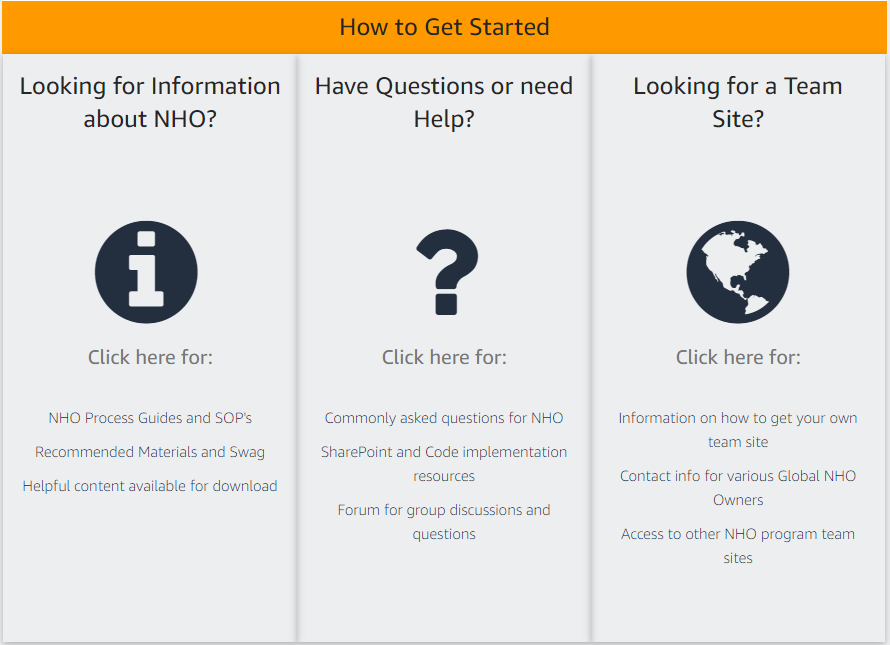 How to Get Started
Looking for Information
about NHO?
Click here for:
NHO Process Guides and SOP's
Recommended Materials and Swag
Helpful content available for download
Have Questions or need
Help?
Click here for:
Commonly asked questions for NHO
SharePoint and Code implementation
resources
Forum for group discussions and
questions
Looking for a Team
Site?
Click here for:
Information on how to get your own
team site
Contact info for various Global NHO
Owners
Access to other NHO program team
sites